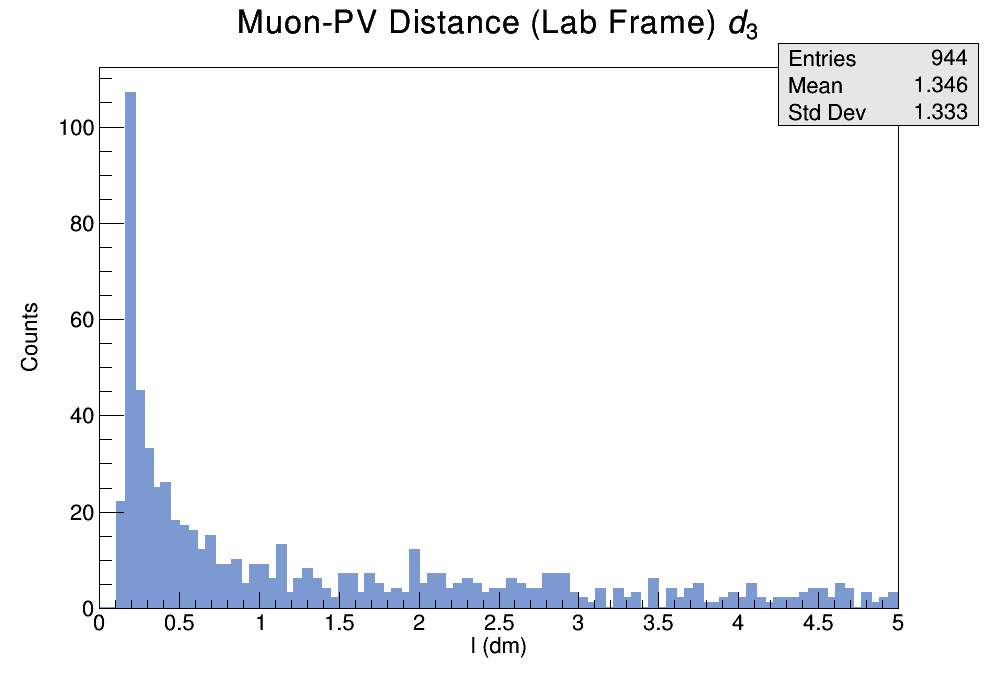 Muon-PV Distance (Lab Frame) d₃
Entries 944
Mean 1.346
Std Dev 1.333
100
80
60
40
20
0
Counts
0 0.5 1 1.5 2 2.5 3 3.5 4 4.5 5
l (dm)